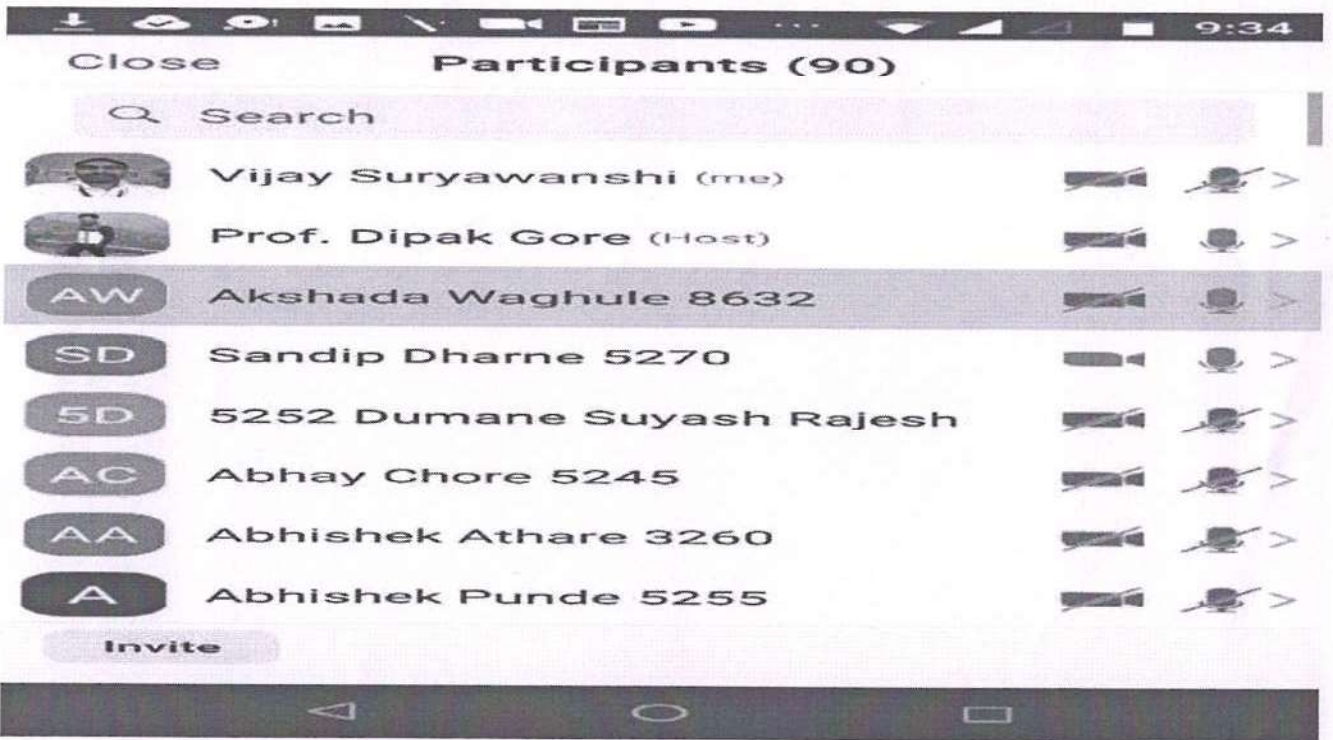 9:34
Close Participants (90)
Search
Vijay Suryawanshi (me)
Prof. Dipak Gore (Host)
AW Akshada Waghule 8632
SD Sandip Dharne 5270
5D 5252 Dumane Suyash Rajesh
AC Abhay Chore 5245
AA Abhishek Athare 3260
A Abhishek Punde 5255
Invite